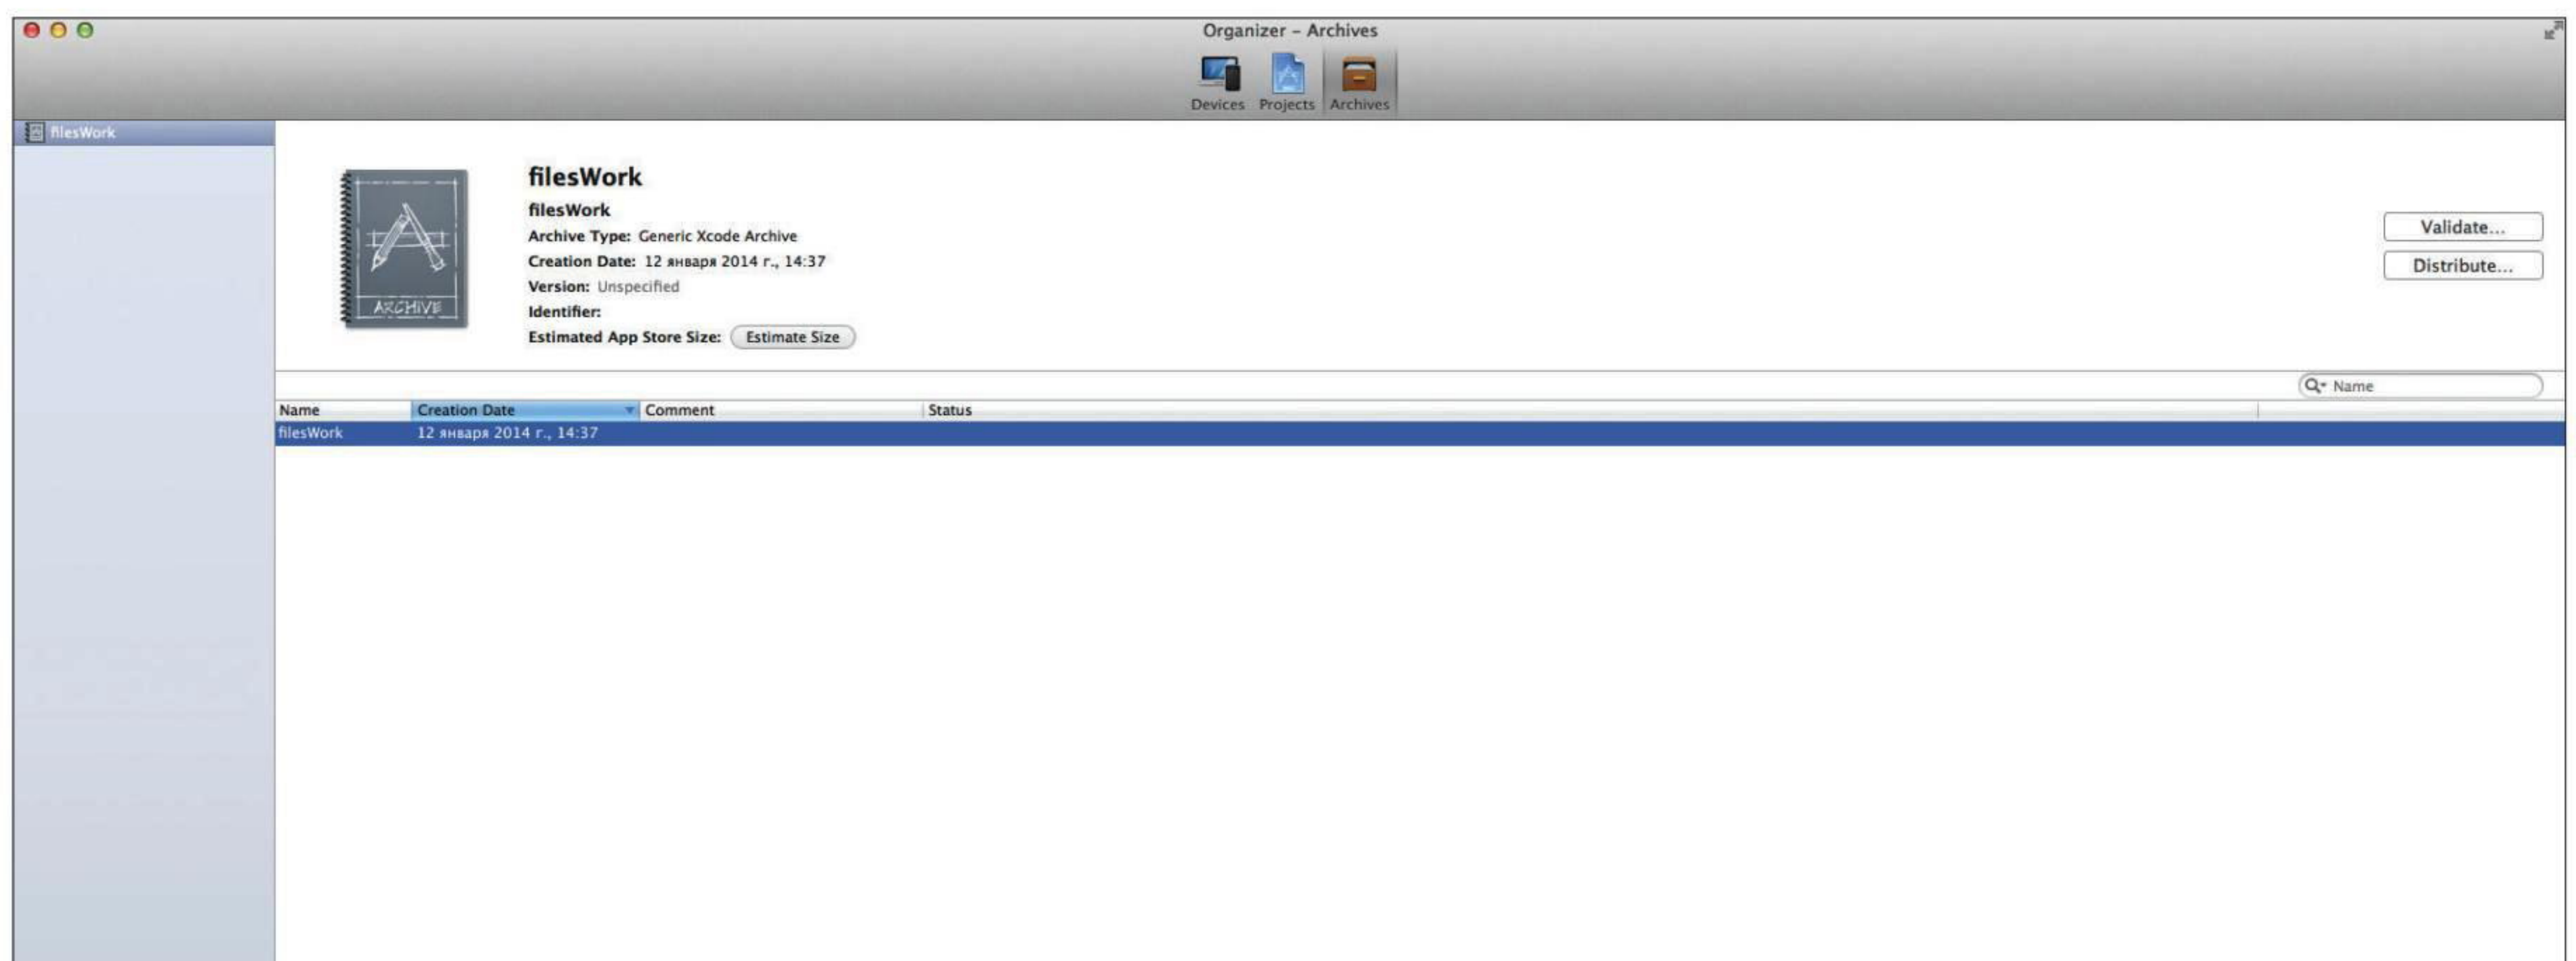 Organizer – Archives
Devices Projects Archives
filesWork
filesWork
filesWork
Archive Type: Generic Xcode Archive
Creation Date: 12 января 2014 г., 14:37
Version: Unspecified
Identifier:
Estimated App Store Size: Estimate Size
ARCHIVE
Validate...
Distribute...
Name
Name Creation Date Comment Status
filesWork 12 января 2014 г., 14:37